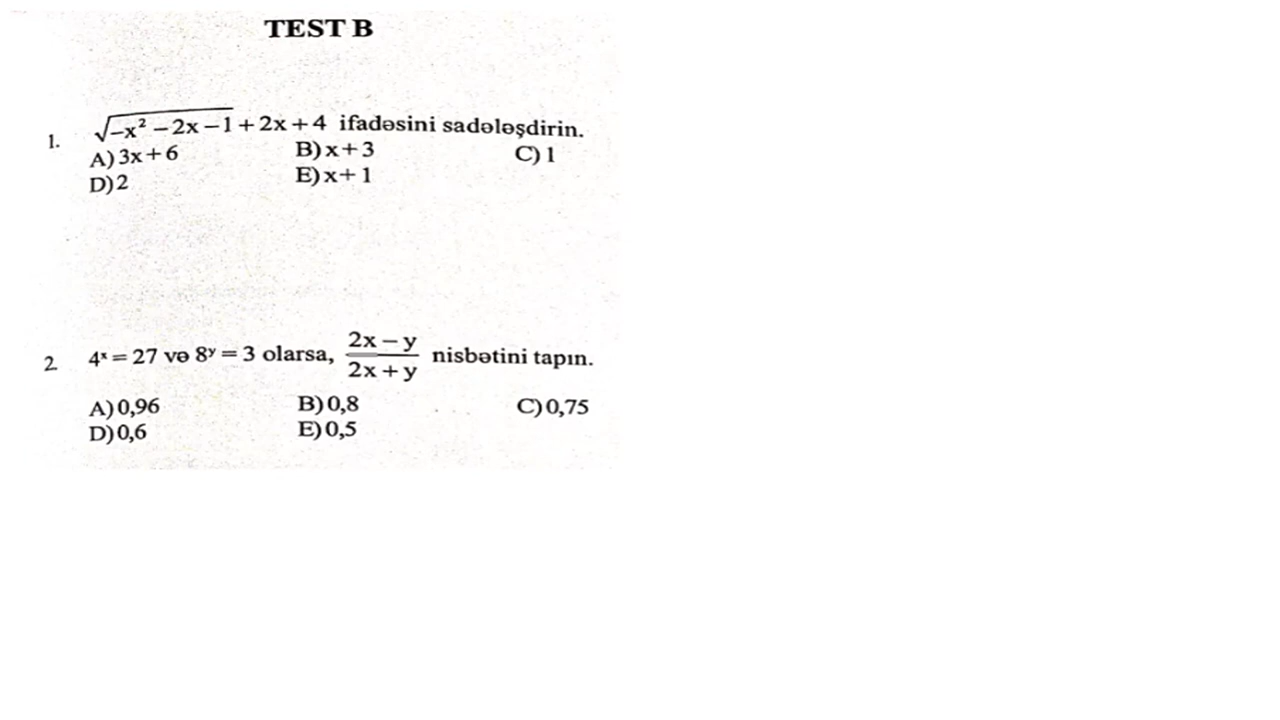 TEST B
1. √(-x² – 2x – 1) + 2x + 4 ifadəsini sadələşdirin.
A) 3x + 6 B) x + 3 C) 1
D) 2 E) x + 1
2. 4ˣ = 27 və 8ʸ = 3 olarsa, (2x – y)/(2x + y) nisbətini tapın.
A) 0,96 B) 0,8 C) 0,75
D) 0,6 E) 0,5